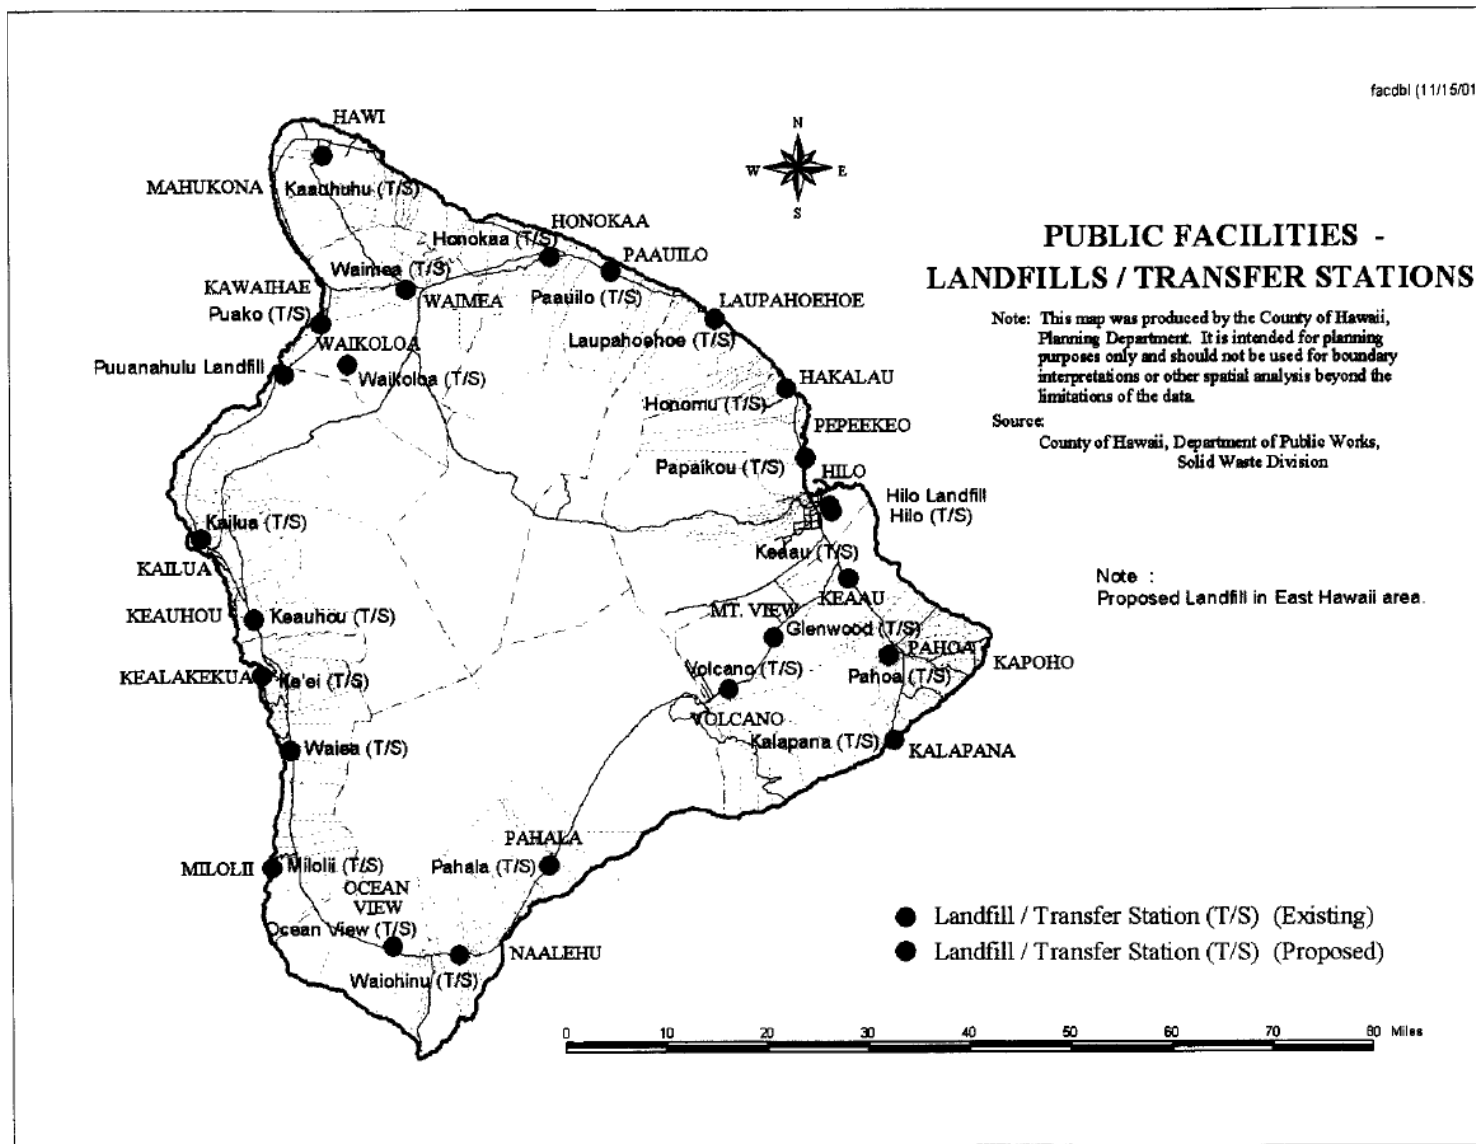 facdbl (11/15/01
HAWI
N
W
E
S
MAHUKONA
Kaauhuhu (T/S)
HONOKAA
Honokaa (T/S)
PAAUILO
Waimea (T/S)
KAWAIHAE
WAIMEA
Paauilo (T/S)
LAUPAHOEHOE
Puako (T/S)
Laupahoehoe (T/S)
WAIKOLOA
Puuanahulu Landfill
Waikoloa (T/S)
HAKALAU
Honomu (T/S)
PEPEEKEO
Papaikou (T/S)
HILO
Hilo Landfill
Hilo (T/S)
Kailua (T/S)
Keaau (T/S)
KAILUA
KEAAU
MT. VIEW
KEAUHOU
Keauhou (T/S)
Glenwood (T/S)
PAHOA
KAPOHO
Volcano (T/S)
Pahoa (T/S)
KEALAKEKUA
Ke'ei (T/S)
VOLCANO
Kalapana (T/S)
KALAPANA
Waiea (T/S)
PAHALA
MILOLII
Milolii (T/S)
Pahala (T/S)
OCEAN
VIEW
Ocean View (T/S)
NAALEHU
Waiohinu (T/S)
PUBLIC FACILITIES -
LANDFILLS / TRANSFER STATIONS
Note: This map was produced by the County of Hawaii,
Planning Department. It is intended for planning
purposes only and should not be used for boundary
interpretations or other spatial analysis beyond the
limitations of the data.
Source:
County of Hawaii, Department of Public Works,
Solid Waste Division
Note :
Proposed Landfill in East Hawaii area.
Landfill / Transfer Station (T/S) (Existing)
Landfill / Transfer Station (T/S) (Proposed)
0 10 20 30 40 50 60 70 80 Miles